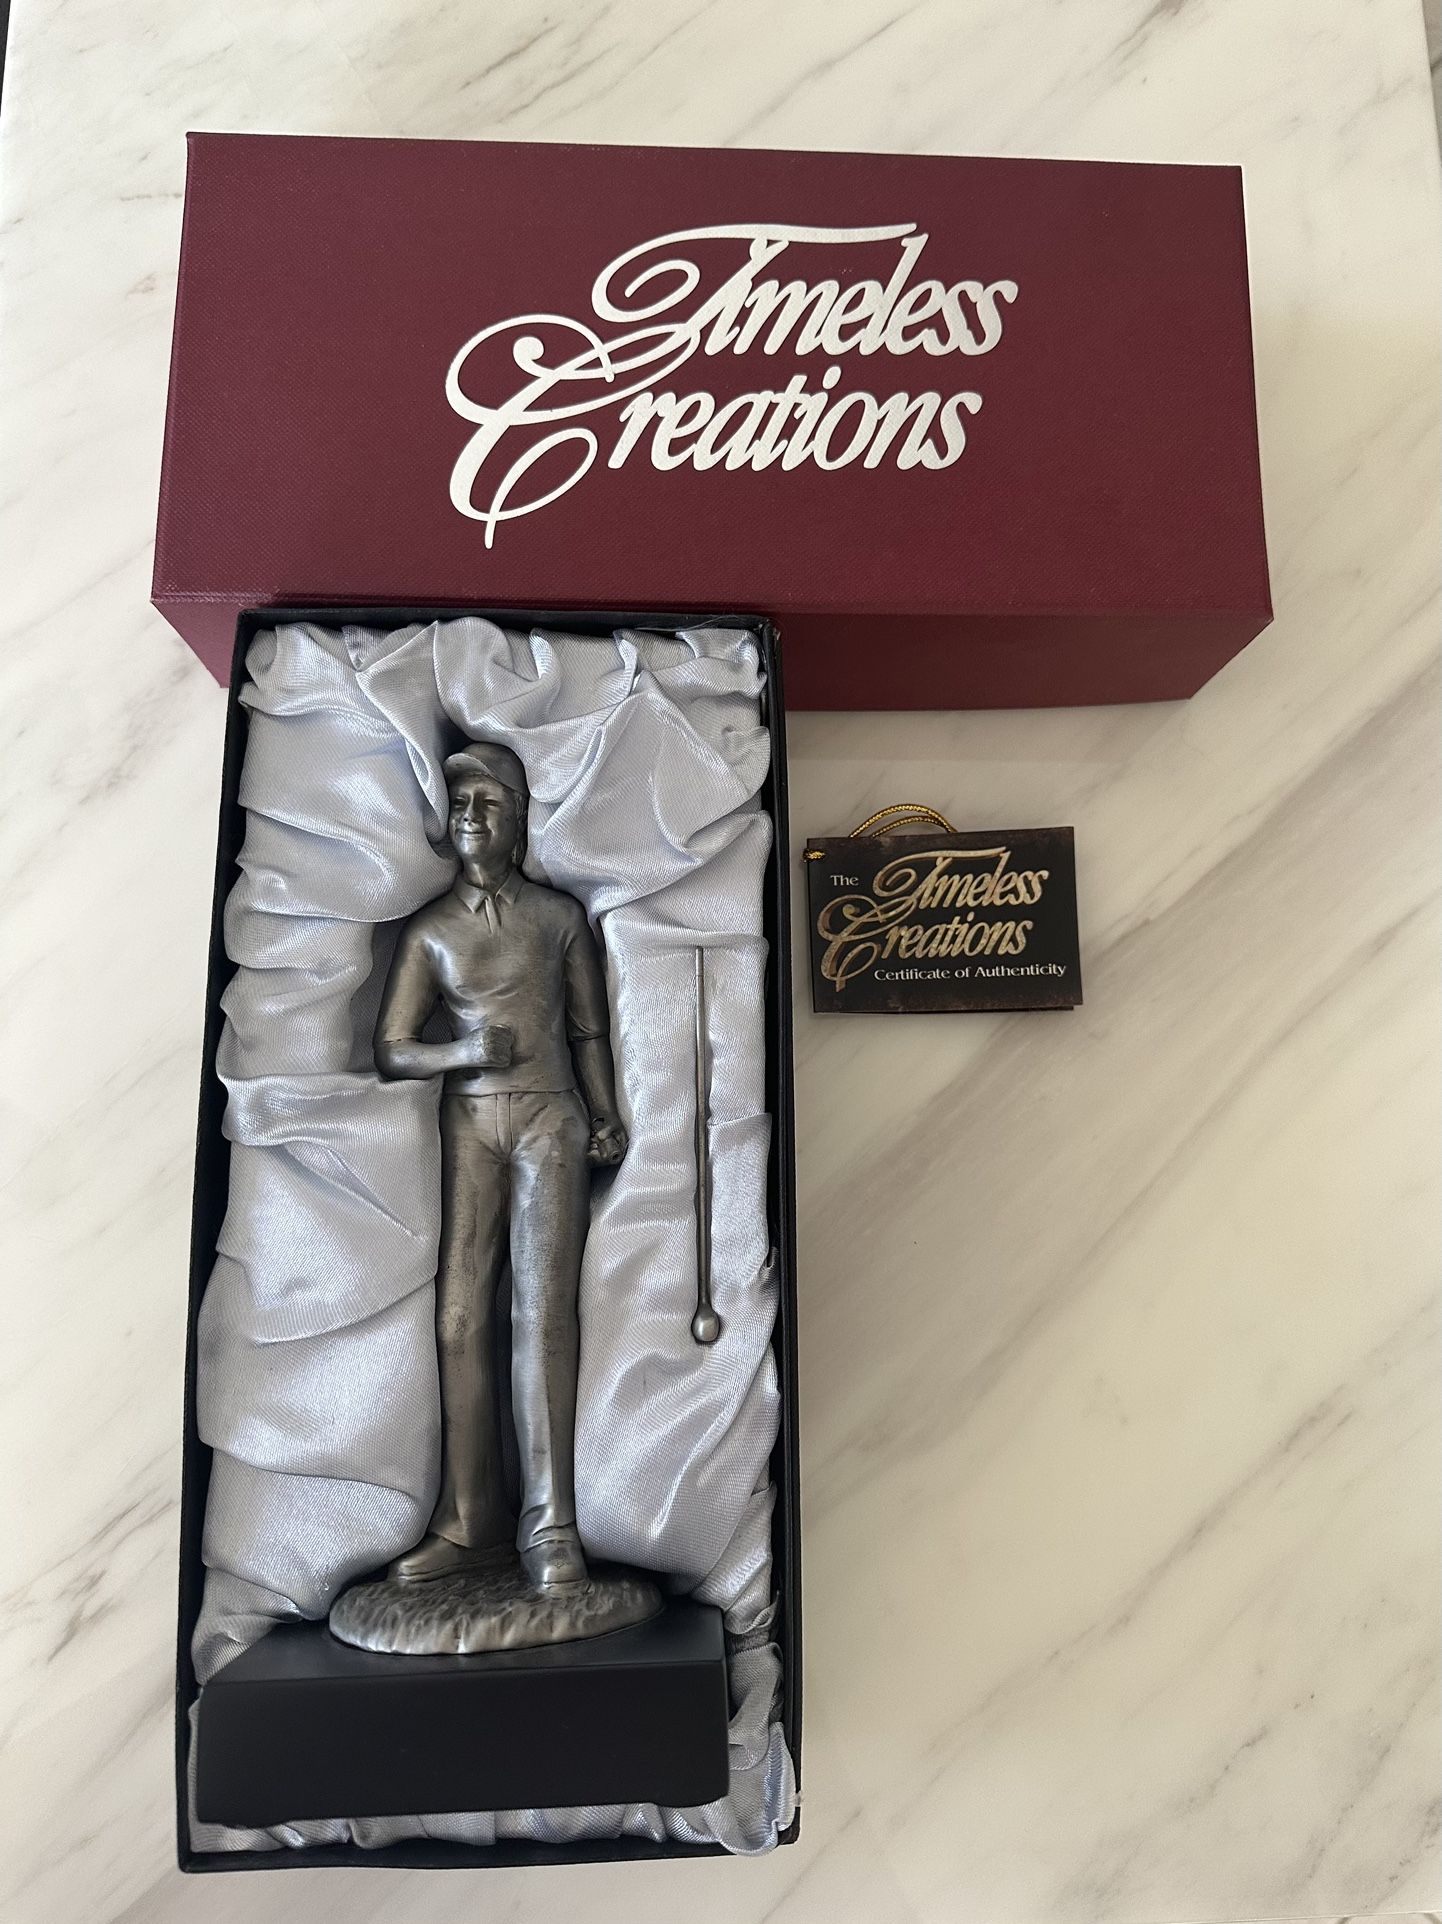 Timeless
Creations
The Timeless
Creations
Certificate of Authenticity